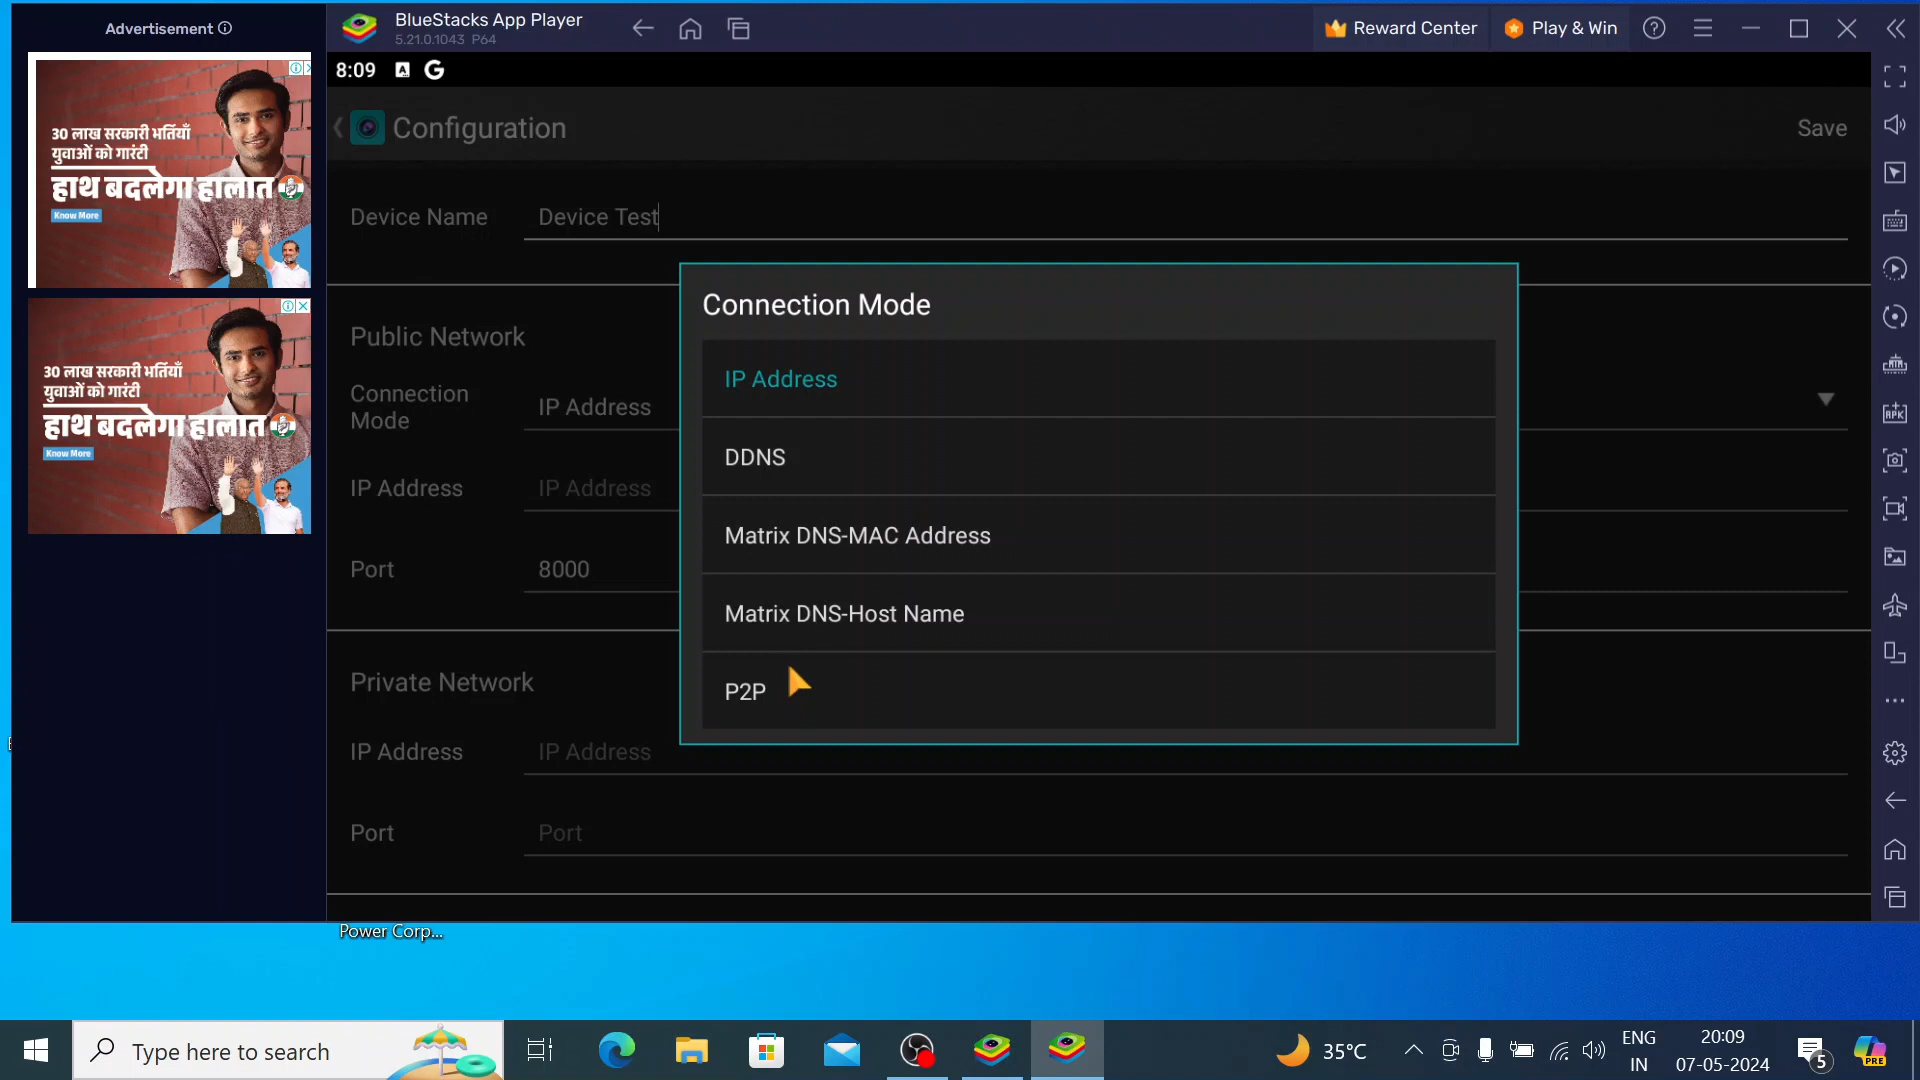 Advertisement
30 लाख सरकारी भर्तियाँ
युवाओं को गारंटी
हाथ बदलेगा हालात
Know More
30 लाख सरकारी भर्तियाँ
युवाओं को गारंटी
हाथ बदलेगा हालात
Know More
BlueStacks App Player
5.21.0.1043 P64
Reward Center
Play & Win
8:09
Configuration
Save
Device Name
Device Test
Public Network
Connection
Mode
IP Address
IP Address
IP Address
Port
8000
Connection Mode
IP Address
DDNS
Matrix DNS-MAC Address
Matrix DNS-Host Name
P2P
Private Network
IP Address
IP Address
Port
Port
Power Corp...
Type here to search
35°C
ENG
IN
20:09
07-05-2024
5
PRE